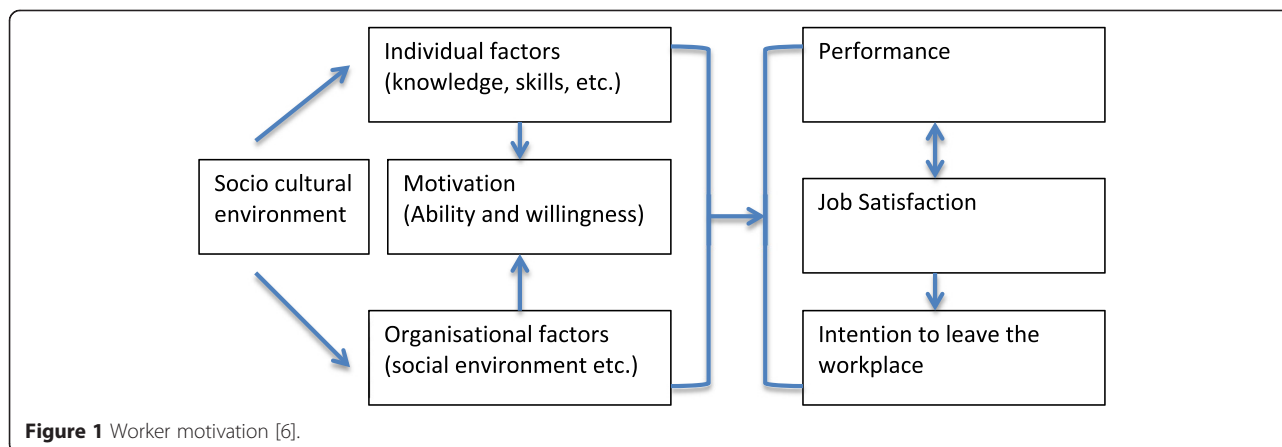 Individual factors
(knowledge, skills, etc.)
Socio cultural
environment
Motivation
(Ability and willingness)
Organisational factors
(social environment etc.)
Performance
Job Satisfaction
Intention to leave the
workplace
Figure 1 Worker motivation [6].